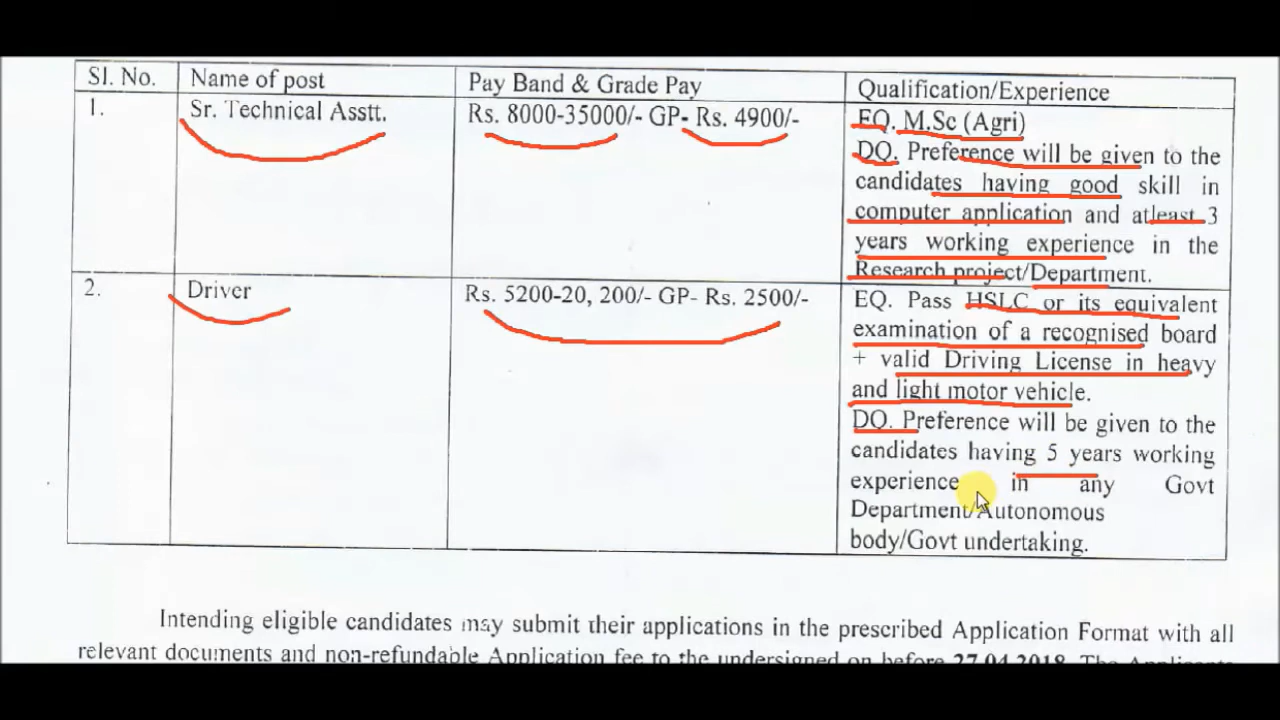 Sl. No. Name of post Pay Band & Grade Pay Qualification/Experience
1. Sr. Technical Asstt. Rs. 8000-35000/- GP- Rs. 4900/- EQ. M.Sc (Agri)
DQ. Preference will be given to the
candidates having good skill in
computer application and atleast 3
years working experience in the
Research project/Department.
2. Driver Rs. 5200-20, 200/- GP- Rs. 2500/- EQ. Pass HSLC or its equivalent
examination of a recognised board
+ valid Driving License in heavy
and light motor vehicle.
DQ. Preference will be given to the
candidates having 5 years working
experience in any Govt
Department/Autonomous
body/Govt undertaking.
Intending eligible candidates may submit their applications in the prescribed Application Format with all
relevant documents and non-refundable Application fee to the undersigned on before 27.04.2018. The Applicants